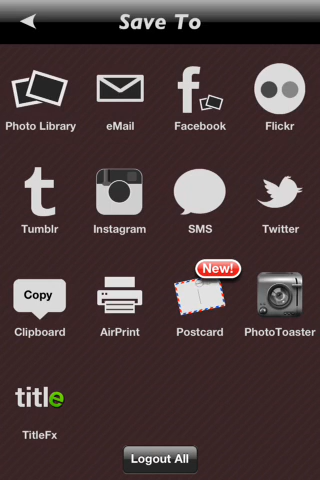 Save To
Photo Library
eMail
Facebook
Flickr
Tumblr
Instagram
SMS
Twitter
Copy
New!
Clipboard
AirPrint
Postcard
PhotoToaster
title
TitleFx
Logout All